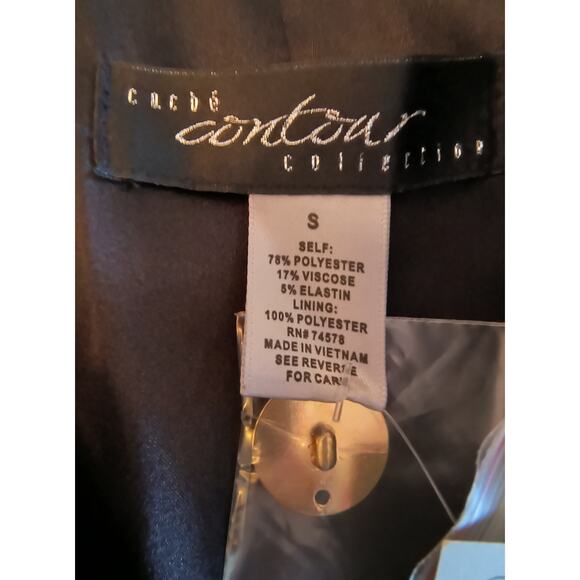 caché
contour
collection
S
SELF:
78% POLYESTER
17% VISCOSE
5% ELASTIN
LINING:
100% POLYESTER
RN# 74578
MADE IN VIETNAM
SEE REVERSE
FOR CARE